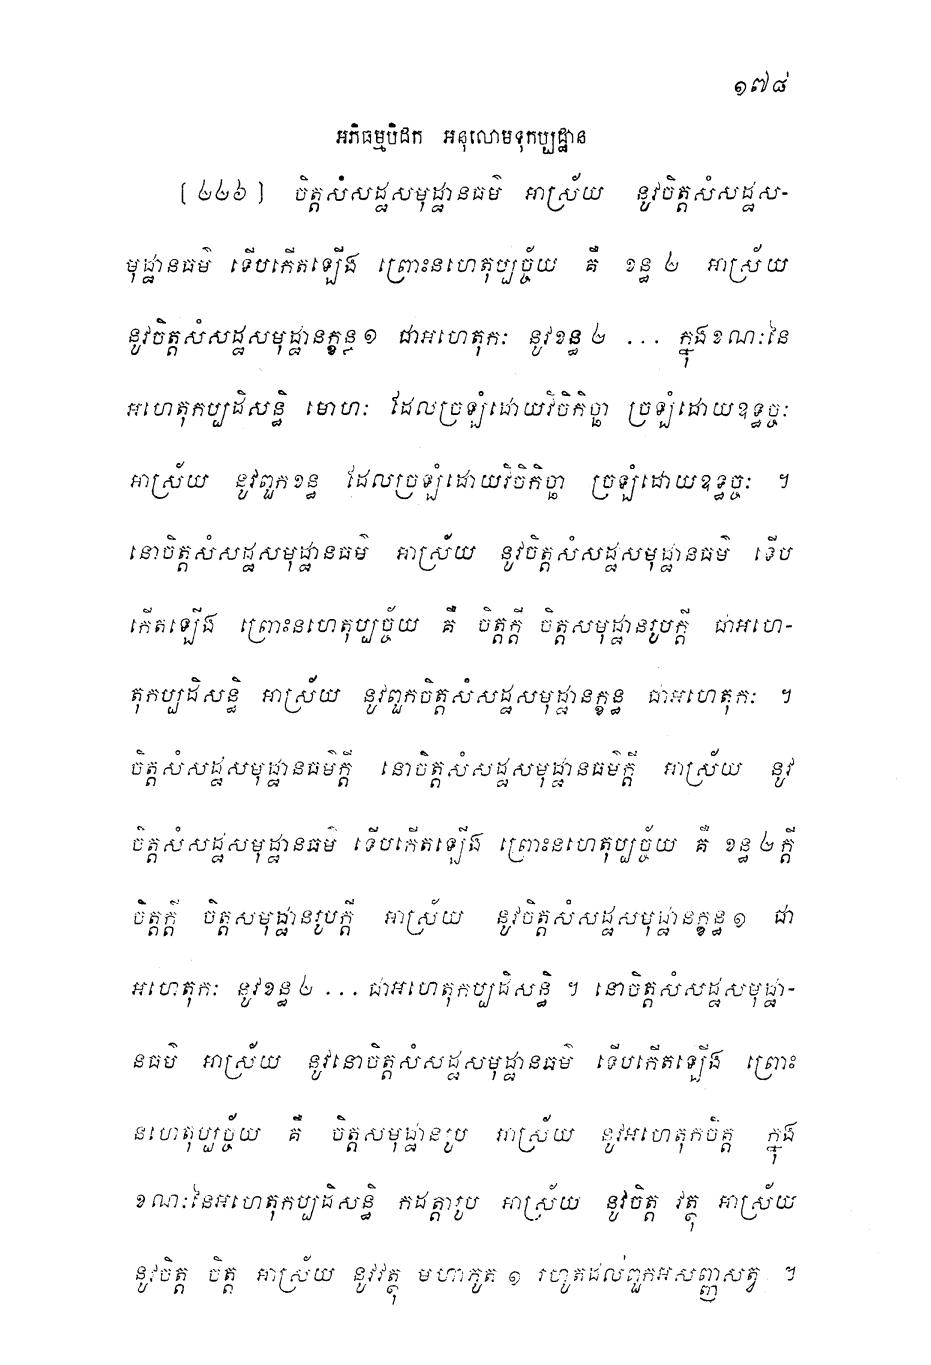 ១៧៨
អភិធម្មបិដក អនុលោមទុកប្បដ្ឋាន
[៤៤៦] ចិត្តសំសដ្ឋសមុដ្ឋានធម៌ អាស្រ័យ នូវចិត្តសំសដ្ឋស-
មុដ្ឋានធម៌ ទើបកើតឡើង ព្រោះនហេតុប្បច្ច័យ គឺ ខន្ធ ៤ អាស្រ័យ
នូវចិត្តសំសដ្ឋសមុដ្ឋានក្ខន្ធ ១ ជាអហេតុកៈ នូវខន្ធ ៤ ... ក្នុងខណៈនៃ
អហេតុកប្បដិសន្ធិ មោហៈ ដែលច្រឡំដោយវិចិកិច្ឆា ច្រឡំដោយឧទ្ធច្ចៈ
អាស្រ័យ នូវពួកខន្ធ ដែលច្រឡំដោយវិចិកិច្ឆា ច្រឡំដោយឧទ្ធច្ចៈ ។
នោចិត្តសំសដ្ឋសមុដ្ឋានធម៌ អាស្រ័យ នូវចិត្តសំសដ្ឋសមុដ្ឋានធម៌ ទើប
កើតឡើង ព្រោះនហេតុប្បច្ច័យ គឺ ចិត្តក្តី ចិត្តសមុដ្ឋានរូបក្តី ជាអហេ-
តុកប្បដិសន្ធិ អាស្រ័យ នូវពួកចិត្តសំសដ្ឋសមុដ្ឋានក្ខន្ធ ជាអហេតុកៈ ។
ចិត្តសំសដ្ឋសមុដ្ឋានធម៌ក្តី នោចិត្តសំសដ្ឋសមុដ្ឋានធម៌ក្តី អាស្រ័យ នូវ
ចិត្តសំសដ្ឋសមុដ្ឋានធម៌ ទើបកើតឡើង ព្រោះនហេតុប្បច្ច័យ គឺ ខន្ធ ៤ ក្តី
ចិត្តក្តី ចិត្តសមុដ្ឋានរូបក្តី អាស្រ័យ នូវចិត្តសំសដ្ឋសមុដ្ឋានក្ខន្ធ ១ ជា
អហេតុកៈ នូវខន្ធ ៤ ... ជាអហេតុកប្បដិសន្ធិ ។ នោចិត្តសំសដ្ឋសមុដ្ឋា-
នធម៌ អាស្រ័យ នូវនោចិត្តសំសដ្ឋសមុដ្ឋានធម៌ ទើបកើតឡើង ព្រោះ
នហេតុប្បច្ច័យ គឺ ចិត្តសមុដ្ឋានរូប អាស្រ័យ នូវអហេតុកចិត្ត ក្នុង
ខណៈនៃអហេតុកប្បដិសន្ធិ កដត្តារូប អាស្រ័យ នូវចិត្ត វត្ថុ អាស្រ័យ
នូវចិត្ត ចិត្ត អាស្រ័យ នូវវត្ថុ មហាភូត ១ រហូតដល់ពួកអសញ្ញសត្វ ។